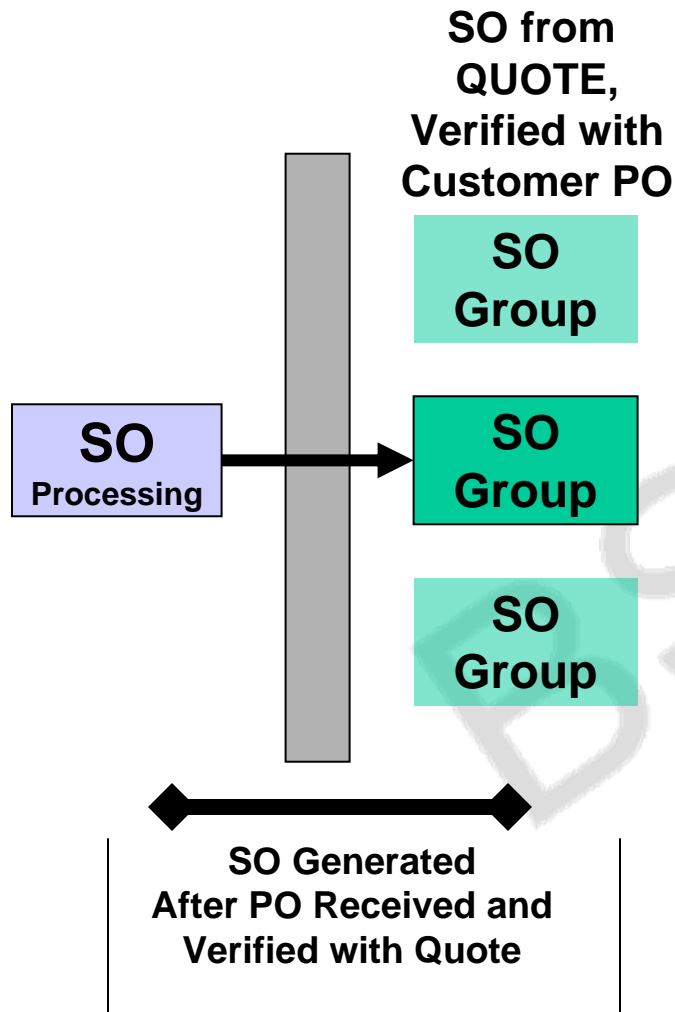 SO from
QUOTE,
Verified with
Customer PO
SO
Group
SO
Processing
SO
Group
SO
Group
SO Generated
After PO Received and
Verified with Quote